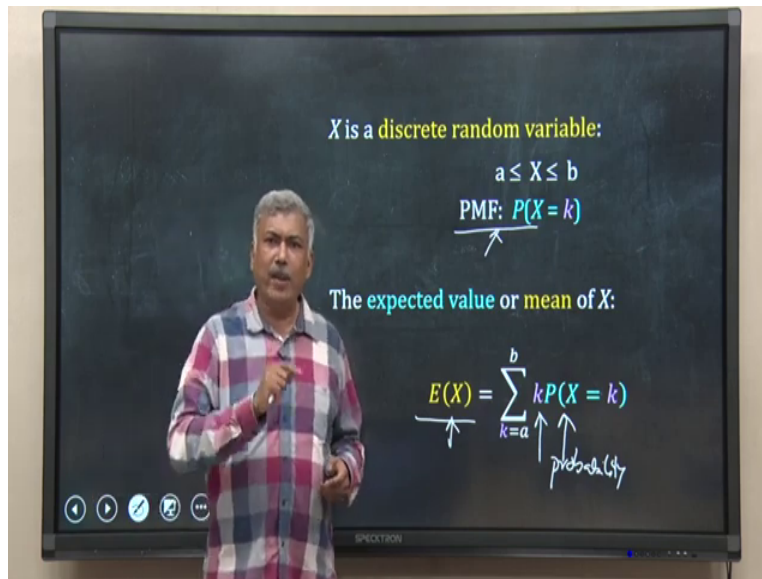 X is a discrete random variable:
a ≤ X ≤ b
PMF: P(X = k)
The expected value or mean of X:
b
E(X) = ∑ kP(X = k)
k=a
probability
SPECKTRON